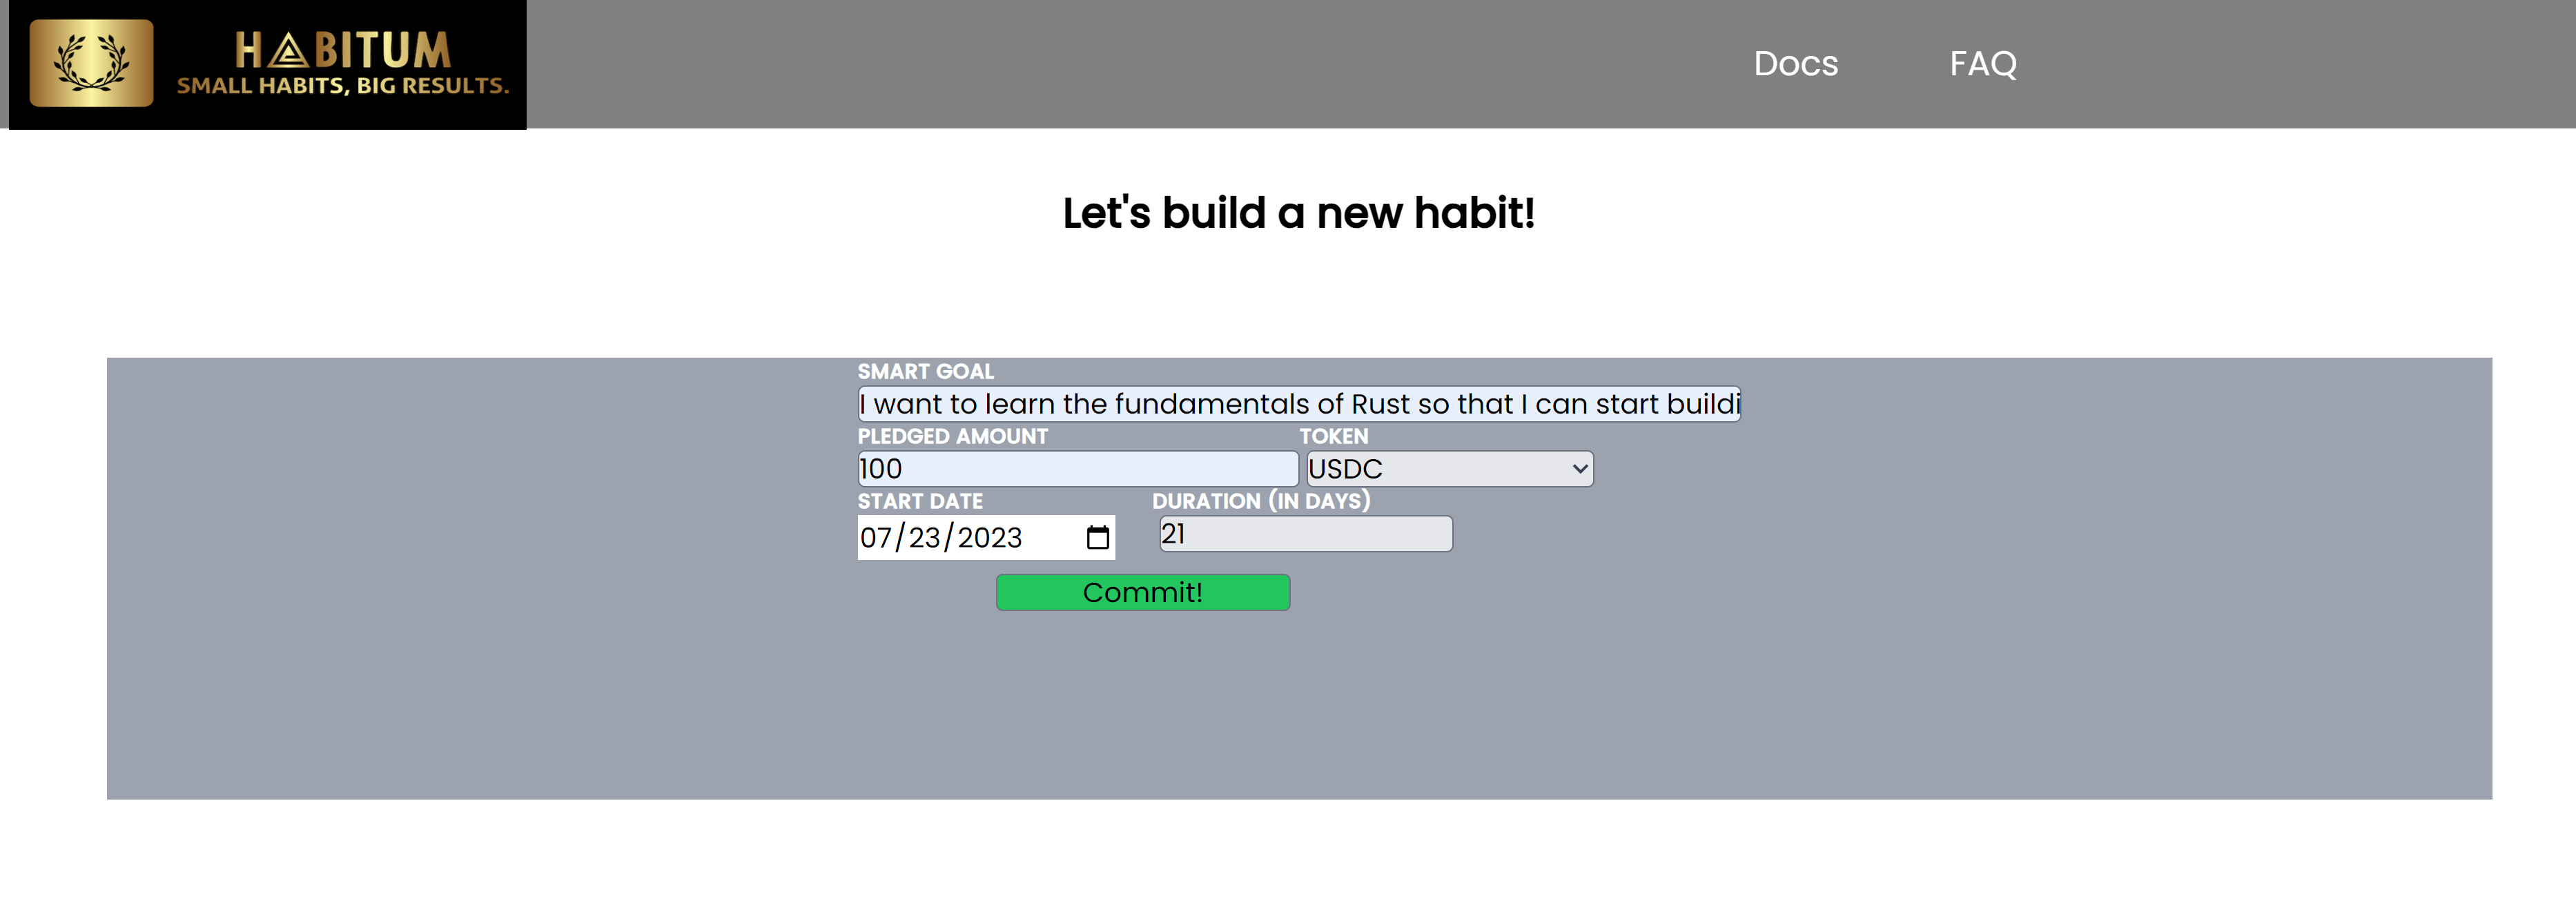 HABITUM
SMALL HABITS, BIG RESULTS.
Docs FAQ
Let's build a new habit!
SMART GOAL
I want to learn the fundamentals of Rust so that I can start buildi
PLEDGED AMOUNT TOKEN
100 USDC
START DATE DURATION (IN DAYS)
07/23/2023 21
Commit!